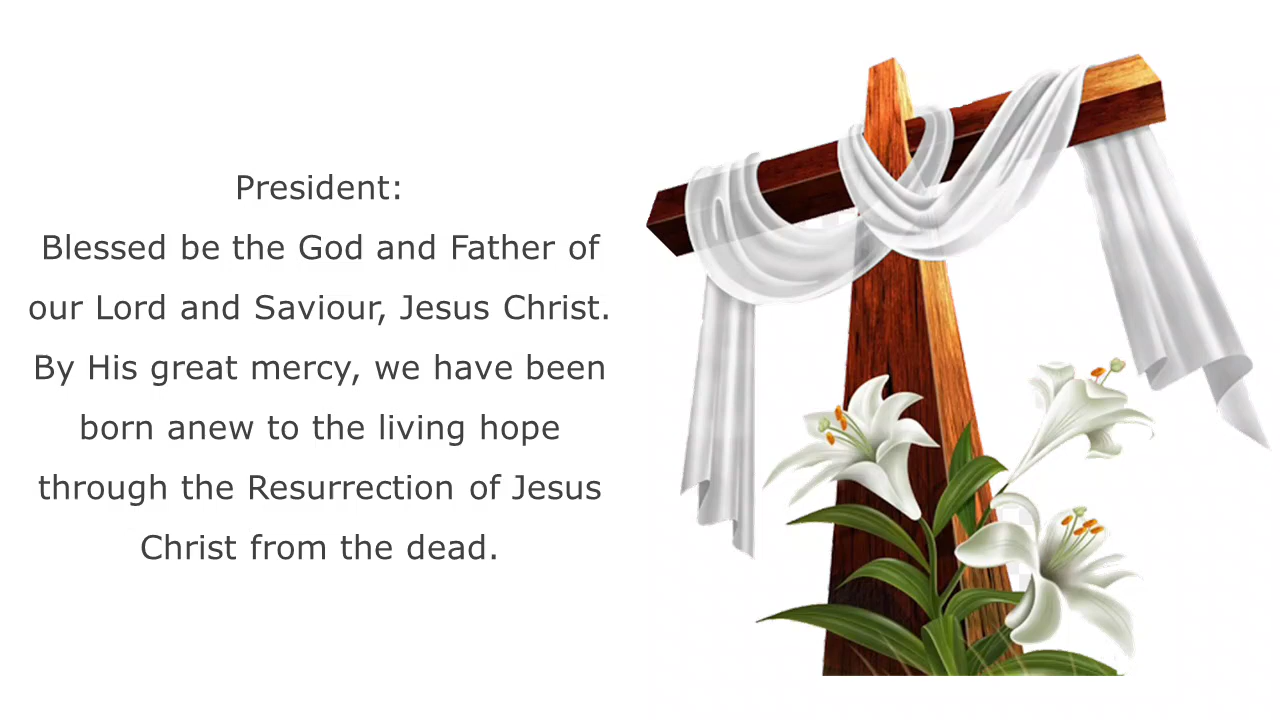 President:
Blessed be the God and Father of
our Lord and Saviour, Jesus Christ.
By His great mercy, we have been
born anew to the living hope
through the Resurrection of Jesus
Christ from the dead.